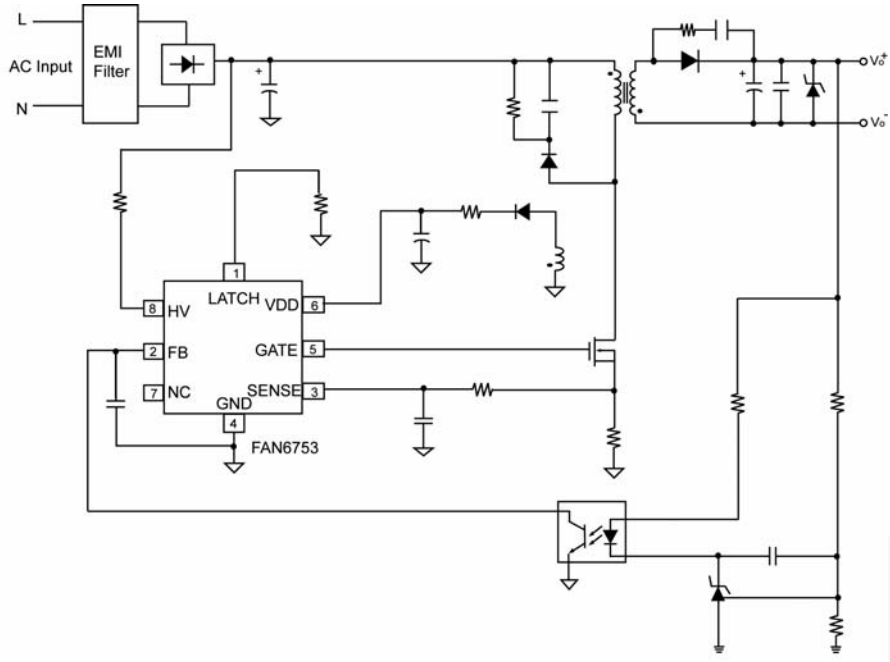 L
EMI
Filter
AC Input
N
Vo+
Vo-
1
LATCH
8
HV
VDD
6
2
FB
GATE
5
7
NC
SENSE
3
GND
4
FAN6753
+
+